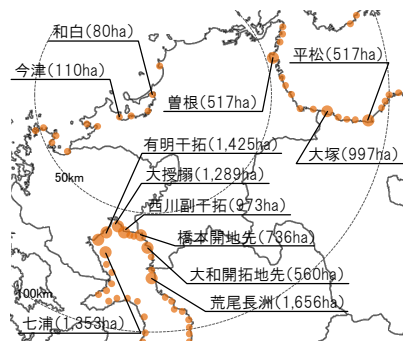 和白(80ha)
平松(517ha)
今津(110ha)
曽根(517ha)
有明干拓(1,425ha)
大塚(997ha)
大授搦(1,289ha)
50km
西川副干拓(973ha)
橋本開地先(736ha)
大和開拓地先(560ha)
100km
荒尾長洲(1,656ha)
七浦(1,353ha)